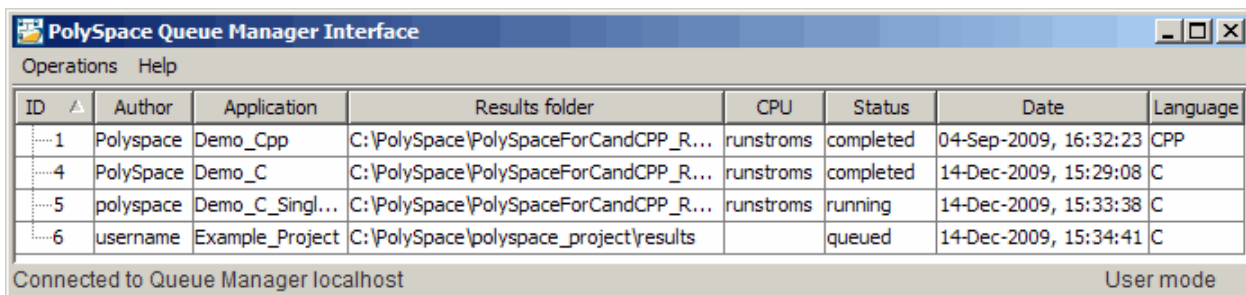 PolySpace Queue Manager Interface
Operations Help
ID Author Application Results folder CPU Status Date Language
1 Polyspace Demo_Cpp C:\PolySpace\PolySpaceForCandCPP_R... runstroms completed 04-Sep-2009, 16:32:23 CPP
4 PolySpace Demo_C C:\PolySpace\PolySpaceForCandCPP_R... runstroms completed 14-Dec-2009, 15:29:08 C
5 polyspace Demo_C_Singl... C:\PolySpace\PolySpaceForCandCPP_R... runstroms running 14-Dec-2009, 15:33:38 C
6 username Example_Project C:\PolySpace\polyspace_project\results queued 14-Dec-2009, 15:34:41 C
Connected to Queue Manager localhost User mode